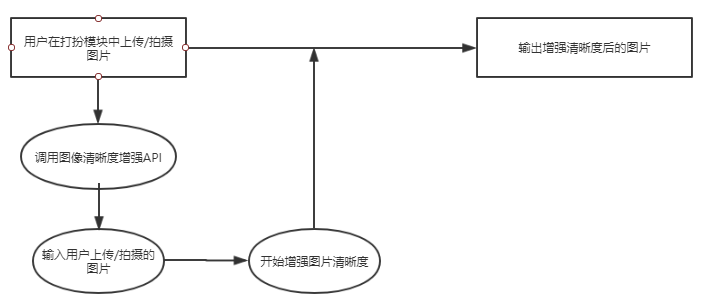 用户在打扮模块中上传/拍摄
图片
输出增强清晰度后的图片
调用图像清晰度增强API
输入用户上传/拍摄的
图片
开始增强图片清晰度